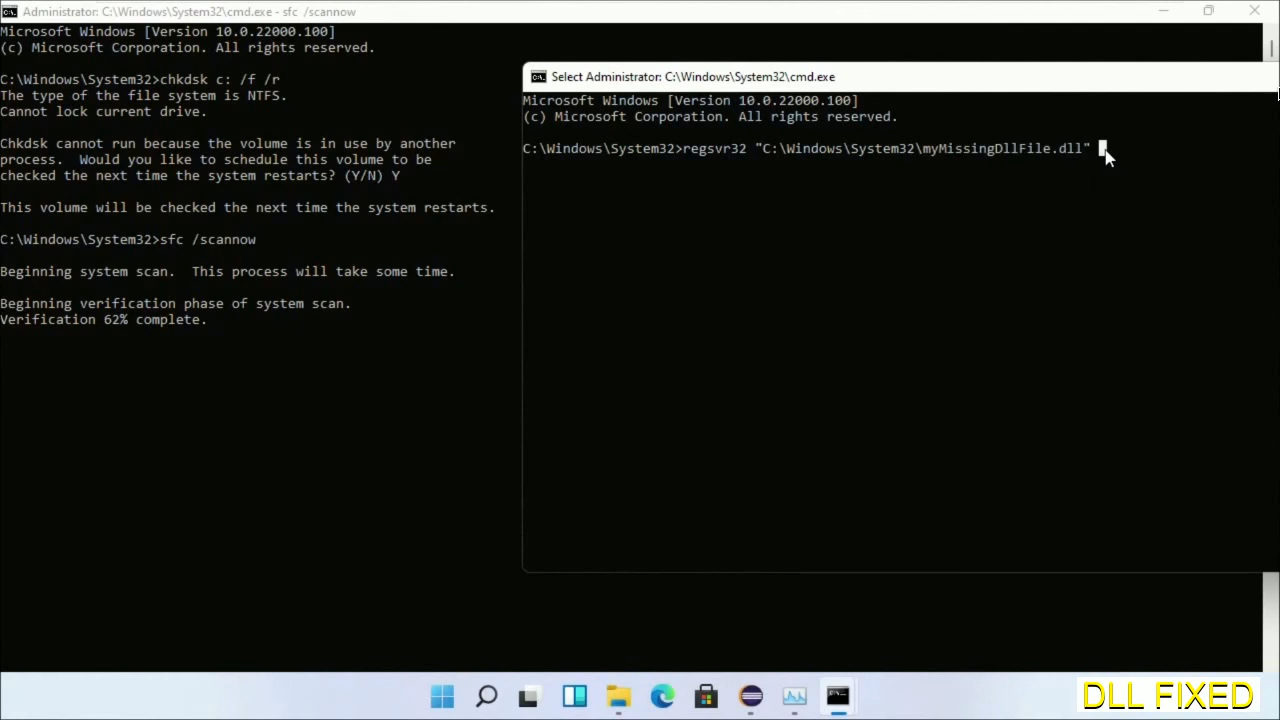 Administrator: C:\Windows\System32\cmd.exe - sfc /scannow
Microsoft Windows [Version 10.0.22000.100]
(c) Microsoft Corporation. All rights reserved.
C:\Windows\System32>chkdsk c: /f /r
The type of the file system is NTFS.
Cannot lock current drive.
Chkdsk cannot run because the volume is in use by another
process.  Would you like to schedule this volume to be
checked the next time the system restarts? (Y/N) Y
This volume will be checked the next time the system restarts.
C:\Windows\System32>sfc /scannow
Beginning system scan.  This process will take some time.
Beginning verification phase of system scan.
Verification 62% complete.
Select Administrator: C:\Windows\System32\cmd.exe
Microsoft Windows [Version 10.0.22000.100]
(c) Microsoft Corporation. All rights reserved.
C:\Windows\System32>regsvr32 "C:\Windows\System32\myMissingDllFile.dll"
DLL FIXED